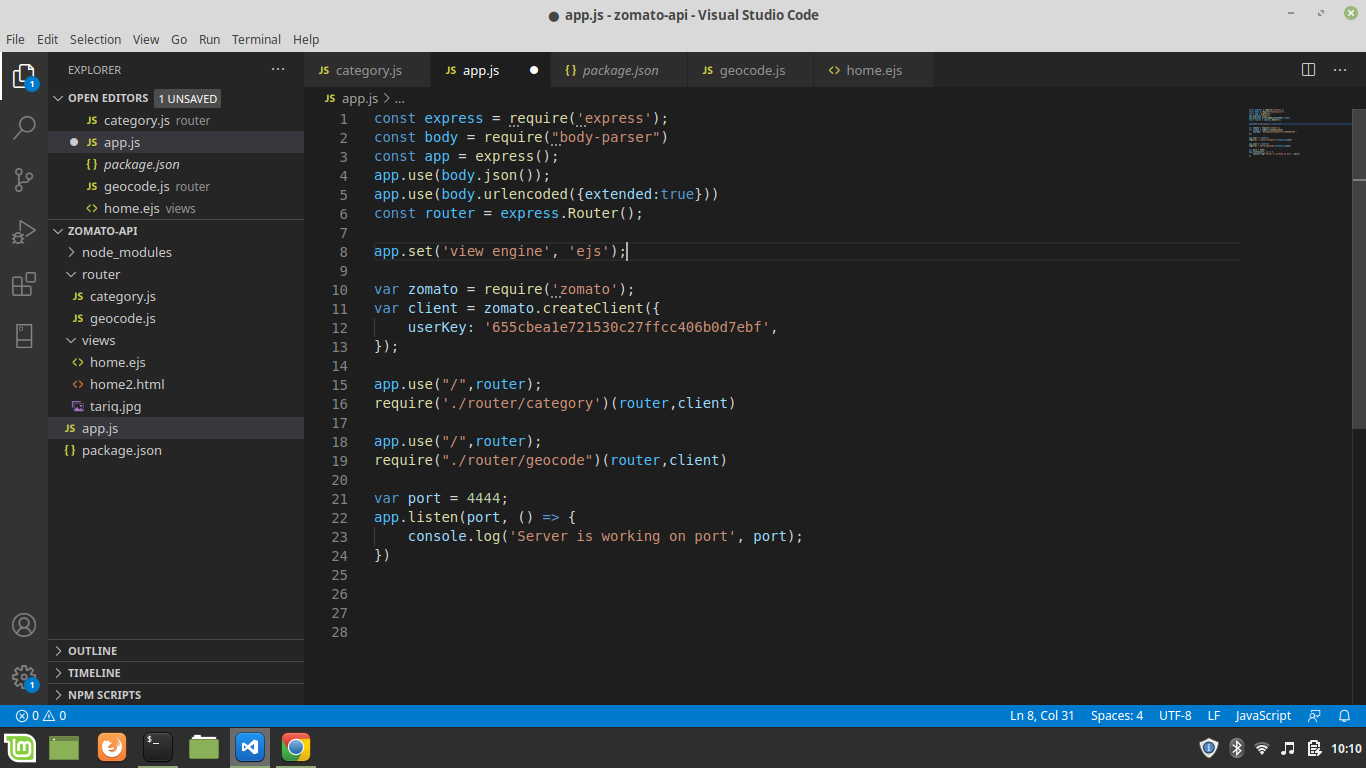 app.js - zomato-api - Visual Studio Code
File Edit Selection View Go Run Terminal Help
EXPLORER
OPEN EDITORS 1 UNSAVED
JS category.js router
app.js
{} package.json
JS geocode.js router
<> home.ejs views
ZOMATO-API
node_modules
router
JS category.js
JS geocode.js
views
<> home.ejs
<> home2.html
tariq.jpg
JS app.js
{} package.json
OUTLINE
TIMELINE
NPM SCRIPTS
1
1
JS category.js JS app.js {} package.json JS geocode.js <> home.ejs
JS app.js > ...
1 const express = require('express');
2 const body = require("body-parser")
3 const app = express();
4 app.use(body.json());
5 app.use(body.urlencoded({extended:true}))
6 const router = express.Router();
7
8 app.set('view engine', 'ejs');
9
10 var zomato = require('zomato');
11 var client = zomato.createClient({
12 userKey: '655cbea1e721530c27ffcc406b0d7ebf',
13 });
14
15 app.use("/",router);
16 require('./router/category')(router,client)
17
18 app.use("/",router);
19 require("./router/geocode")(router,client)
20
21 var port = 4444;
22 app.listen(port, () => {
23 console.log('Server is working on port', port);
24 })
25
26
27
28
0 0 Ln 8, Col 31 Spaces: 4 UTF-8 LF JavaScript
10:10